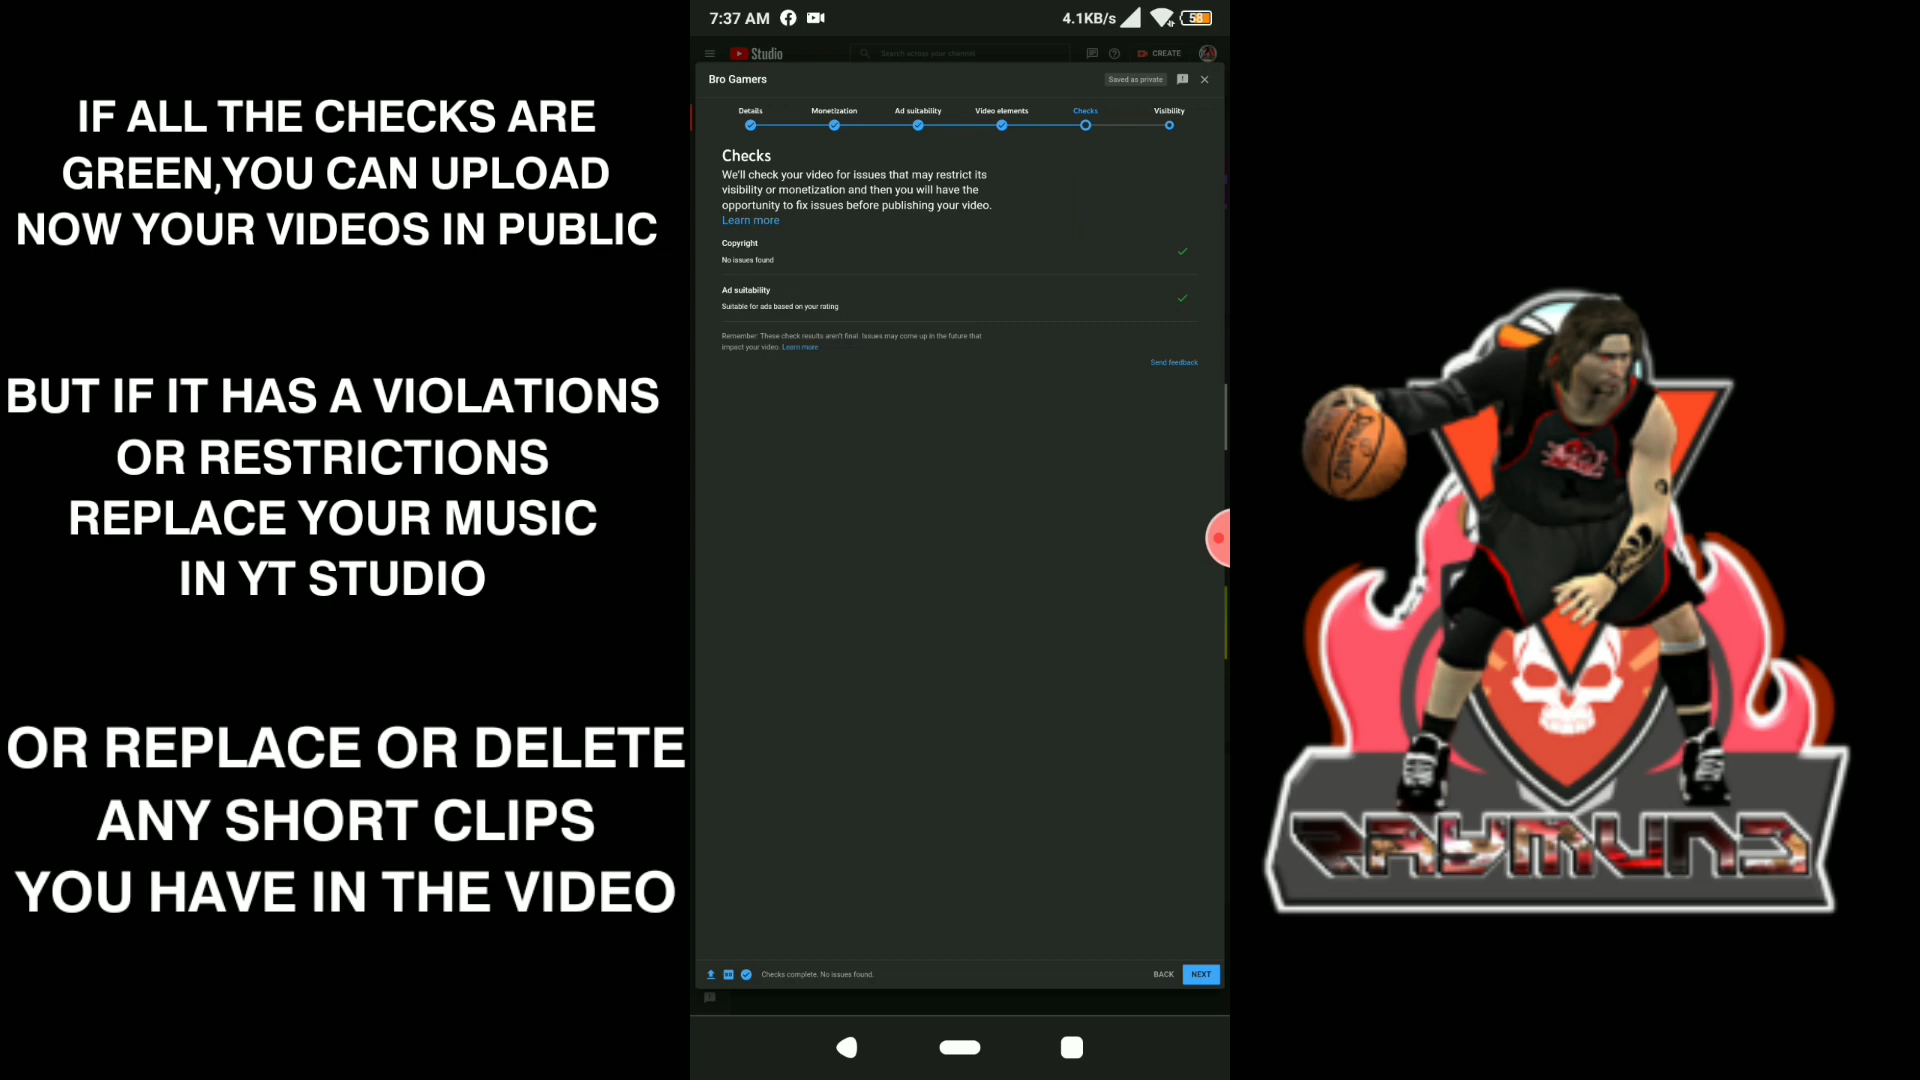 IF ALL THE CHECKS ARE
GREEN,YOU CAN UPLOAD
NOW YOUR VIDEOS IN PUBLIC
BUT IF IT HAS A VIOLATIONS
OR RESTRICTIONS
REPLACE YOUR MUSIC
IN YT STUDIO
OR REPLACE OR DELETE
ANY SHORT CLIPS
YOU HAVE IN THE VIDEO
7:37 AM
4.1KB/s
58
Studio
Search across your channel
CREATE
Bro Gamers
Saved as private
Details
Monetization
Ad suitability
Video elements
Checks
Visibility
Checks
We'll check your video for issues that may restrict its
visibility or monetization and then you will have the
opportunity to fix issues before publishing your video.
Learn more
Copyright
No issues found
Ad suitability
Suitable for ads based on your rating
Remember: These check results aren't final. Issues may come up in the future that
impact your video. Learn more
Send feedback
Checks complete. No issues found.
BACK
NEXT
SPALDING